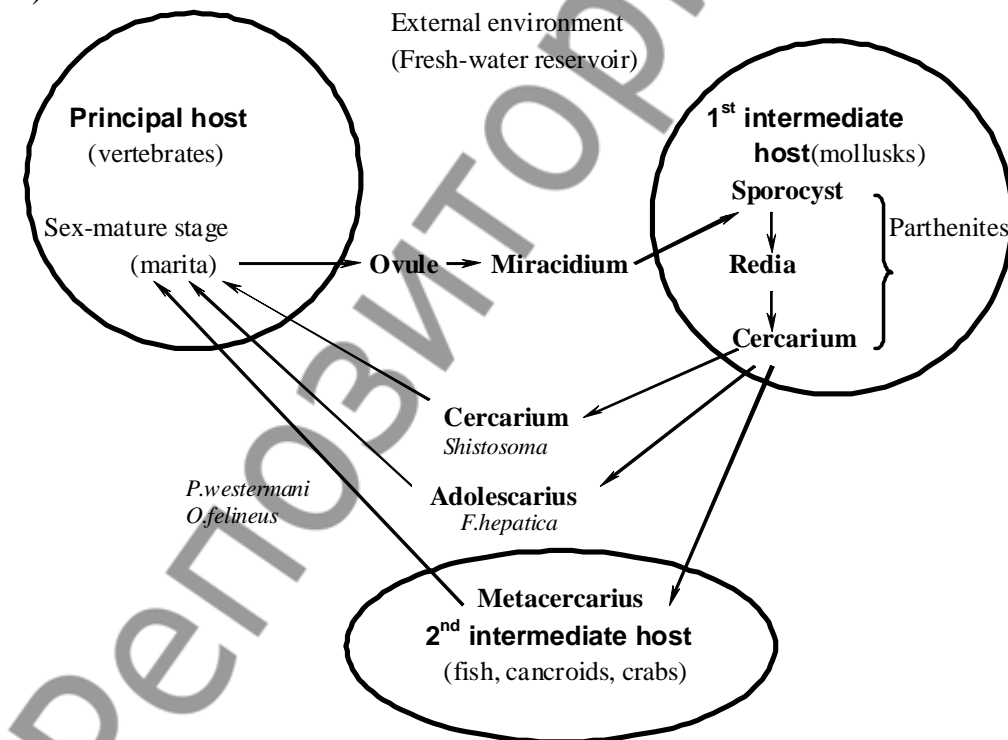 )
External environment
(Fresh-water reservoir)
Principal host
(vertebrates)
Sex-mature stage
(marita)
Ovule
Miracidium
1st intermediate
host(mollusks)
Sporocyst
Redia
Cercarium
Parthenites
Cercarium
Shistosoma
Adolescarius
F.hepatica
P.westermani
O.felineus
Metacercarius
2nd intermediate host
(fish, cancroids, crabs)
Репозитори